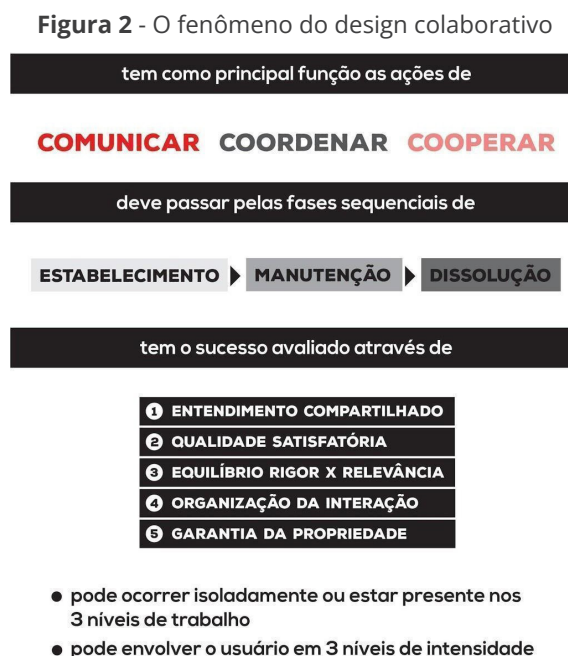 Figura 2 - O fenômeno do design colaborativo
tem como principal função as ações de
COMUNICAR COORDENAR COOPERAR
deve passar pelas fases sequenciais de
ESTABELECIMENTO MANUTENÇÃO DISSOLUÇÃO
tem o sucesso avaliado através de
1 ENTENDIMENTO COMPARTILHADO
2 QUALIDADE SATISFATÓRIA
3 EQUILÍBRIO RIGOR X RELEVÂNCIA
4 ORGANIZAÇÃO DA INTERAÇÃO
5 GARANTIA DA PROPRIEDADE
• pode ocorrer isoladamente ou estar presente nos
3 níveis de trabalho
• pode envolver o usuário em 3 níveis de intensidade